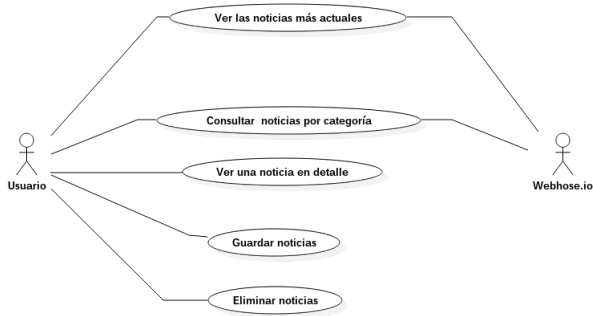 Ver las noticias más actuales
Consultar noticias por categoría
Usuario
Webhose.io
Ver una noticia en detalle
Guardar noticias
Eliminar noticias